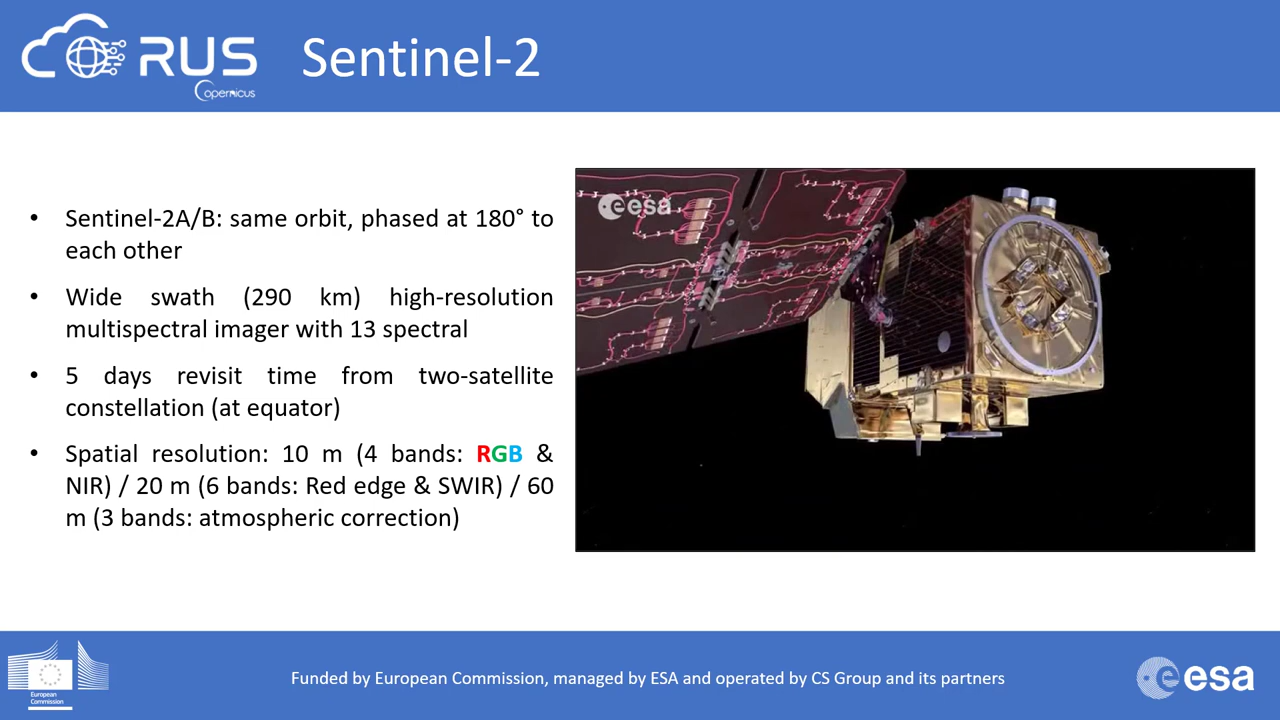 RUS
Copernicus
Sentinel-2
• Sentinel-2A/B: same orbit, phased at 180° to
each other
• Wide swath (290 km) high-resolution
multispectral imager with 13 spectral
• 5 days revisit time from two-satellite
constellation (at equator)
• Spatial resolution: 10 m (4 bands: RGB &
NIR) / 20 m (6 bands: Red edge & SWIR) / 60
m (3 bands: atmospheric correction)
esa
European
Commission
Funded by European Commission, managed by ESA and operated by CS Group and its partners
esa